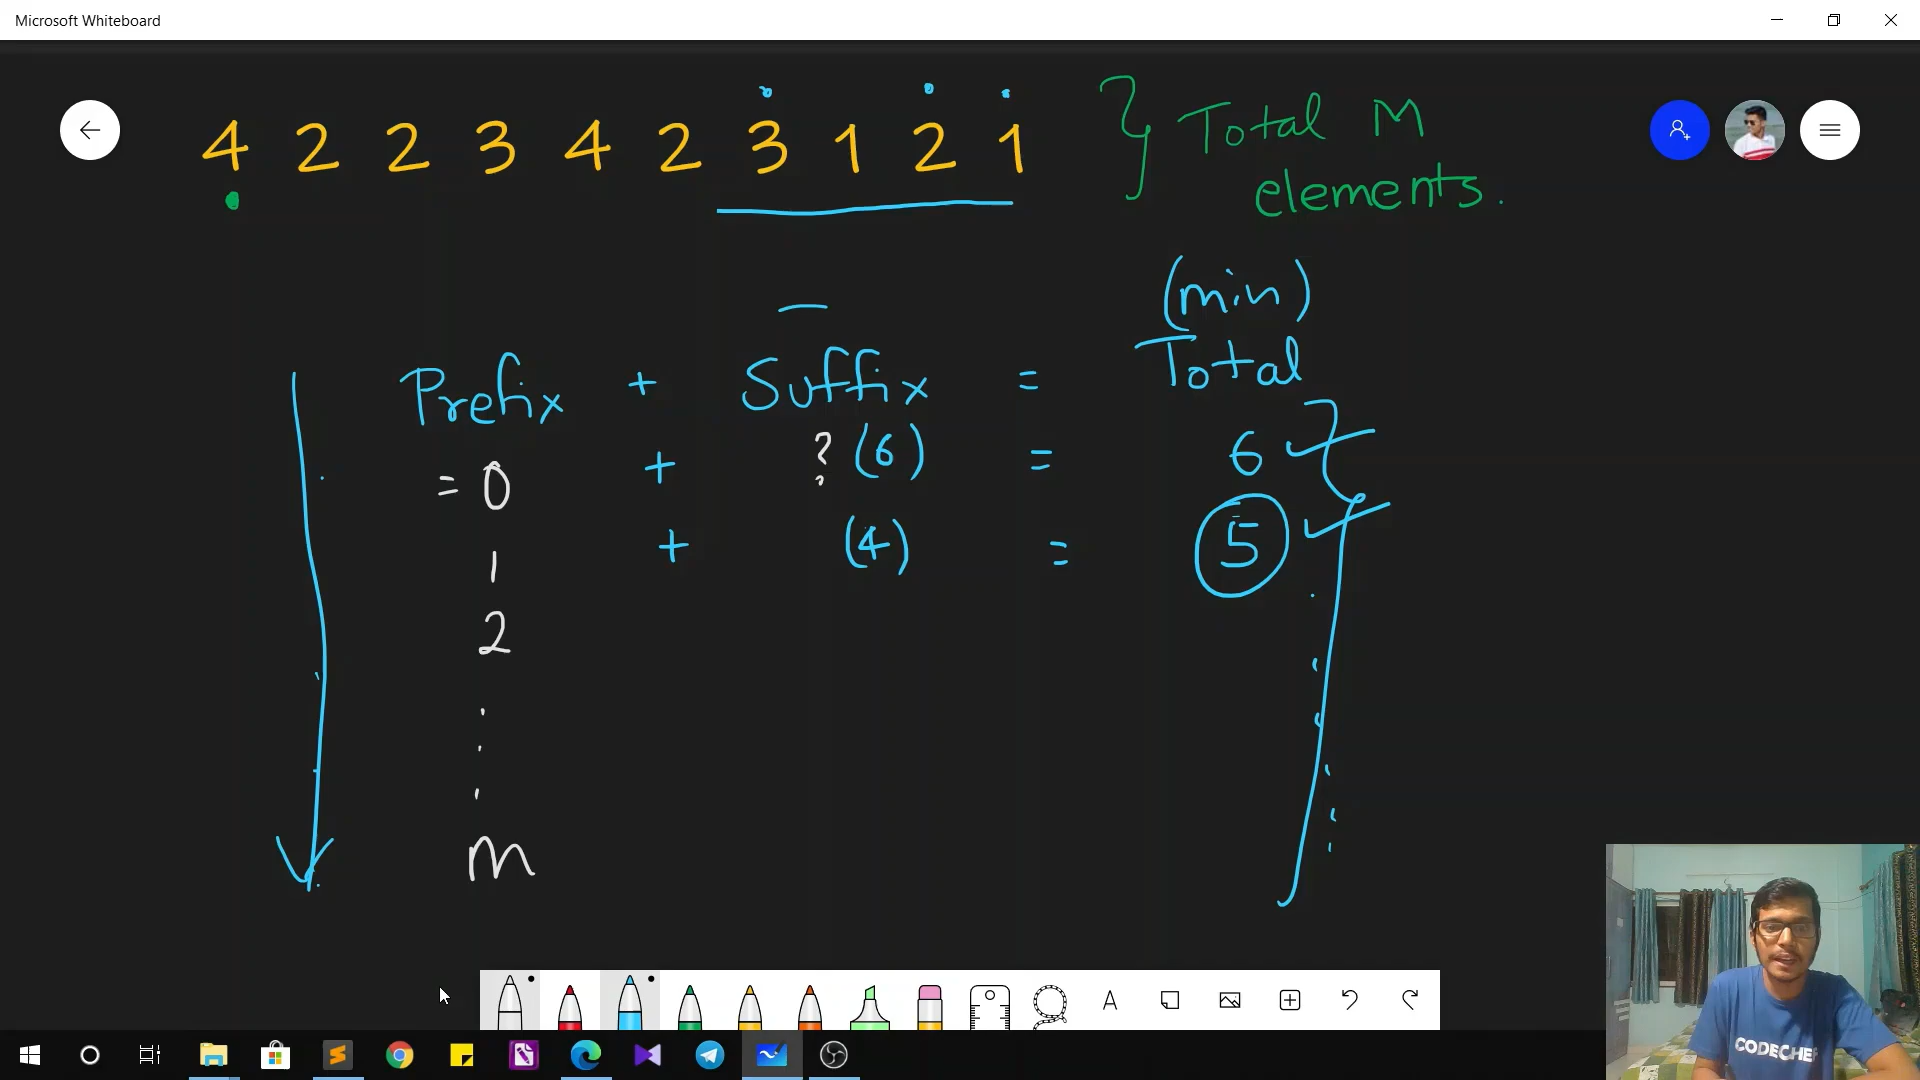 Microsoft Whiteboard
4 2 2 3 4 2 3 1 2 1 } Total M
elements.
(min)
Prefix + Suffix = Total
= 0 + ? (6) = 6
1 + (4) = 5
2
.
.
.
m
A
CODECHEF